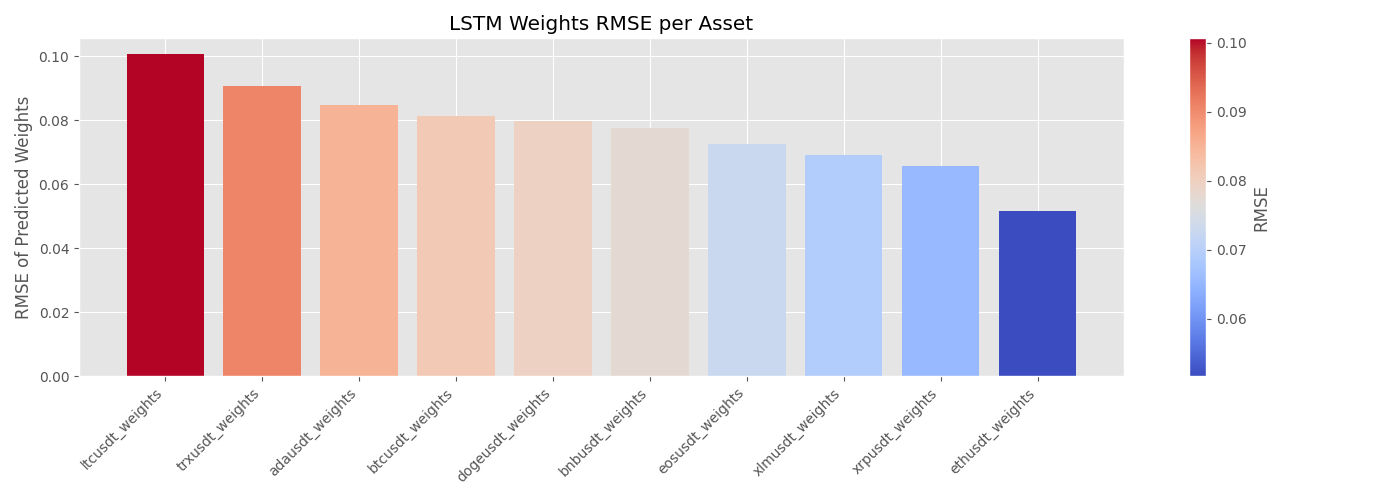 LSTM Weights RMSE per Asset
RMSE of Predicted Weights
0.10
0.08
0.06
0.04
0.02
0.00
ltcusdt_weights
trxusdt_weights
adausdt_weights
btcusdt_weights
dogeusdt_weights
bnbusdt_weights
eosusdt_weights
xlmusdt_weights
xrpusdt_weights
ethusdt_weights
0.10
0.09
0.08
0.07
0.06
RMSE